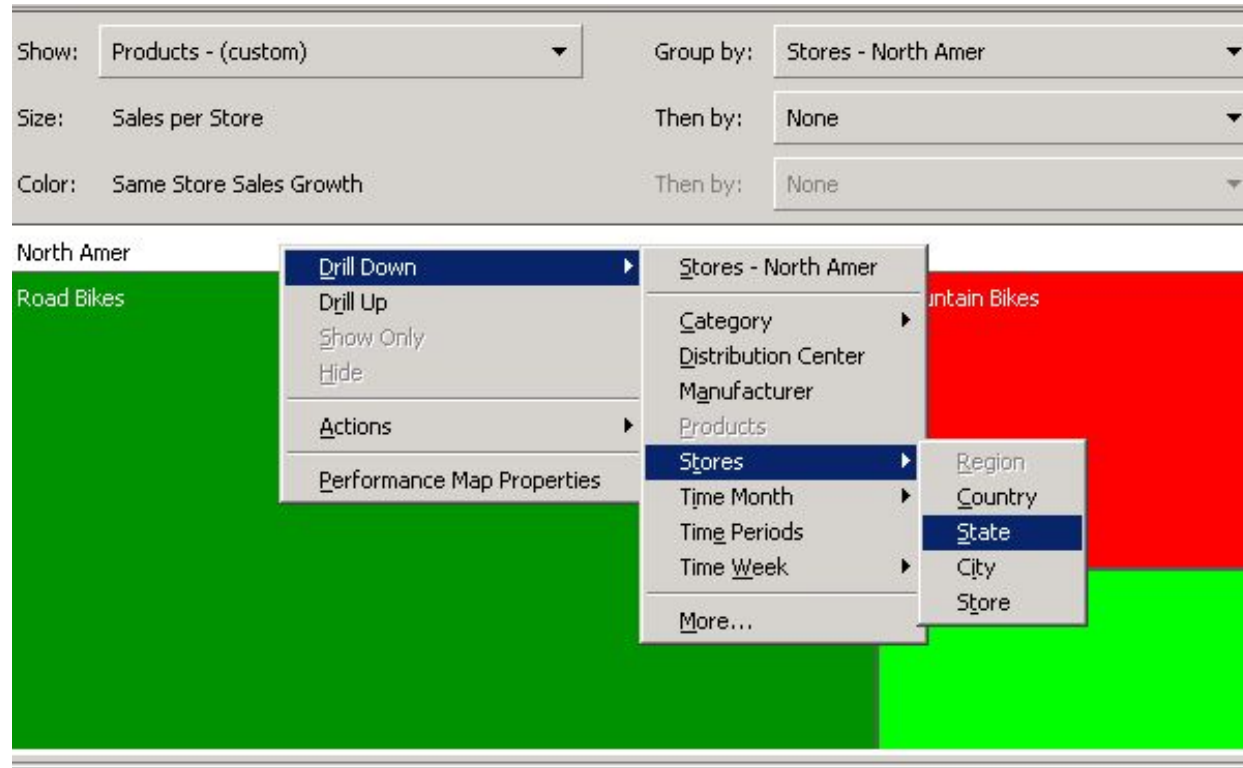 Show: Products - (custom) Group by: Stores - North Amer
Size: Sales per Store Then by: None
Color: Same Store Sales Growth Then by: None
North Amer
Road Bikes
Drill Down
Drill Up
Show Only
Hide
Actions
Performance Map Properties
Stores - North Amer
Category
Distribution Center
Manufacturer
Products
Stores
Time Month
Time Periods
Time Week
More...
Region
Country
State
City
Store
Bikes